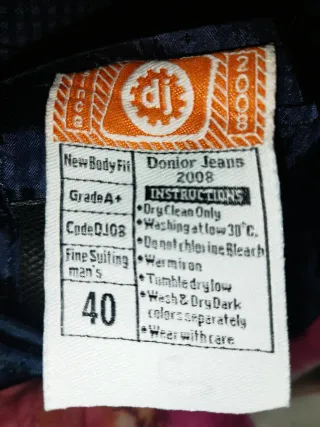 since
dj
2008
New Body Fit
Grade A+
Code D.J.08
Fine Suiting
man's
40
Donior Jeans
2008
INSTRUCTIONS
•Dry Clean Only
•Washing at low 30°C.
•Do not chlorine Bleach
•Warm iron
•Tumble dry low
•Wash & Dry Dark
colors separately
•Wear with care